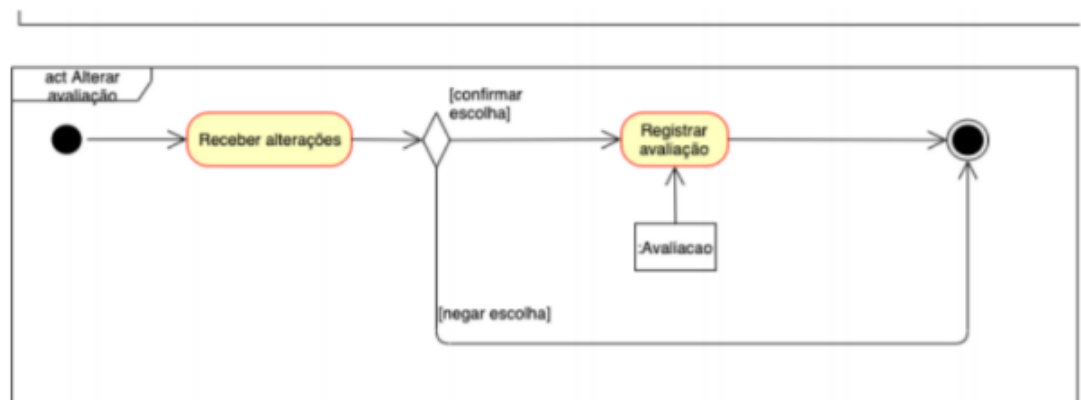 act Alterar
avaliação
[confirmar
escolha]
Receber alterações
Registrar
avaliação
:Avaliacao
[negar escolha]